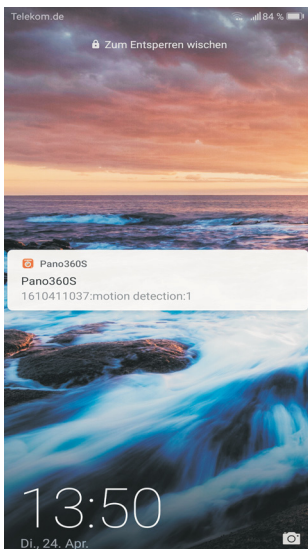 Telekom.de
84 %
Zum Entsperren wischen
Pano360S
Pano360S
1610411037:motion detection:1
13:50
Di., 24. Apr.